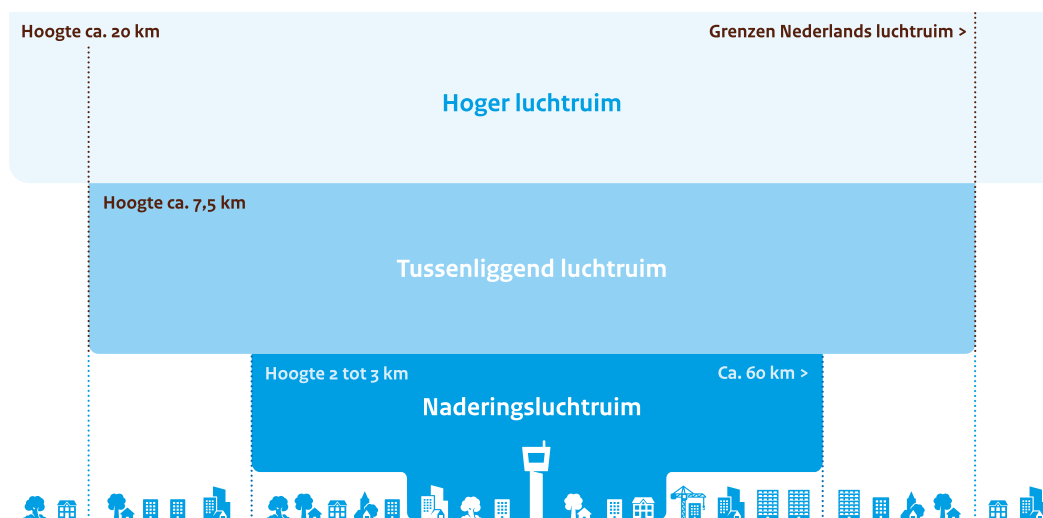 Hoogte ca. 20 km
Grenzen Nederlands luchtruim >
Hoger luchtruim
Hoogte ca. 7,5 km
Tussenliggend luchtruim
Hoogte 2 tot 3 km
Ca. 60 km >
Naderingsluchtruim